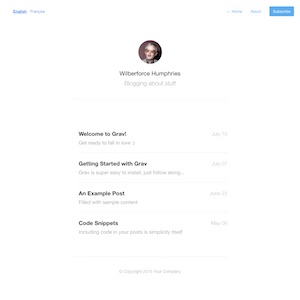 English Française
Home About Subscribe
Wilberforce Humphries
Blogging about stuff
Welcome to Grav! July 19
Get ready to fall in love :)
Getting Started with Grav July 07
Grav is super easy to install, just follow along...
An Example Post June 22
Filled with sample content
Code Snippets May 06
Including code in your posts is simplicity itself
© Copyright 2015 Your Company